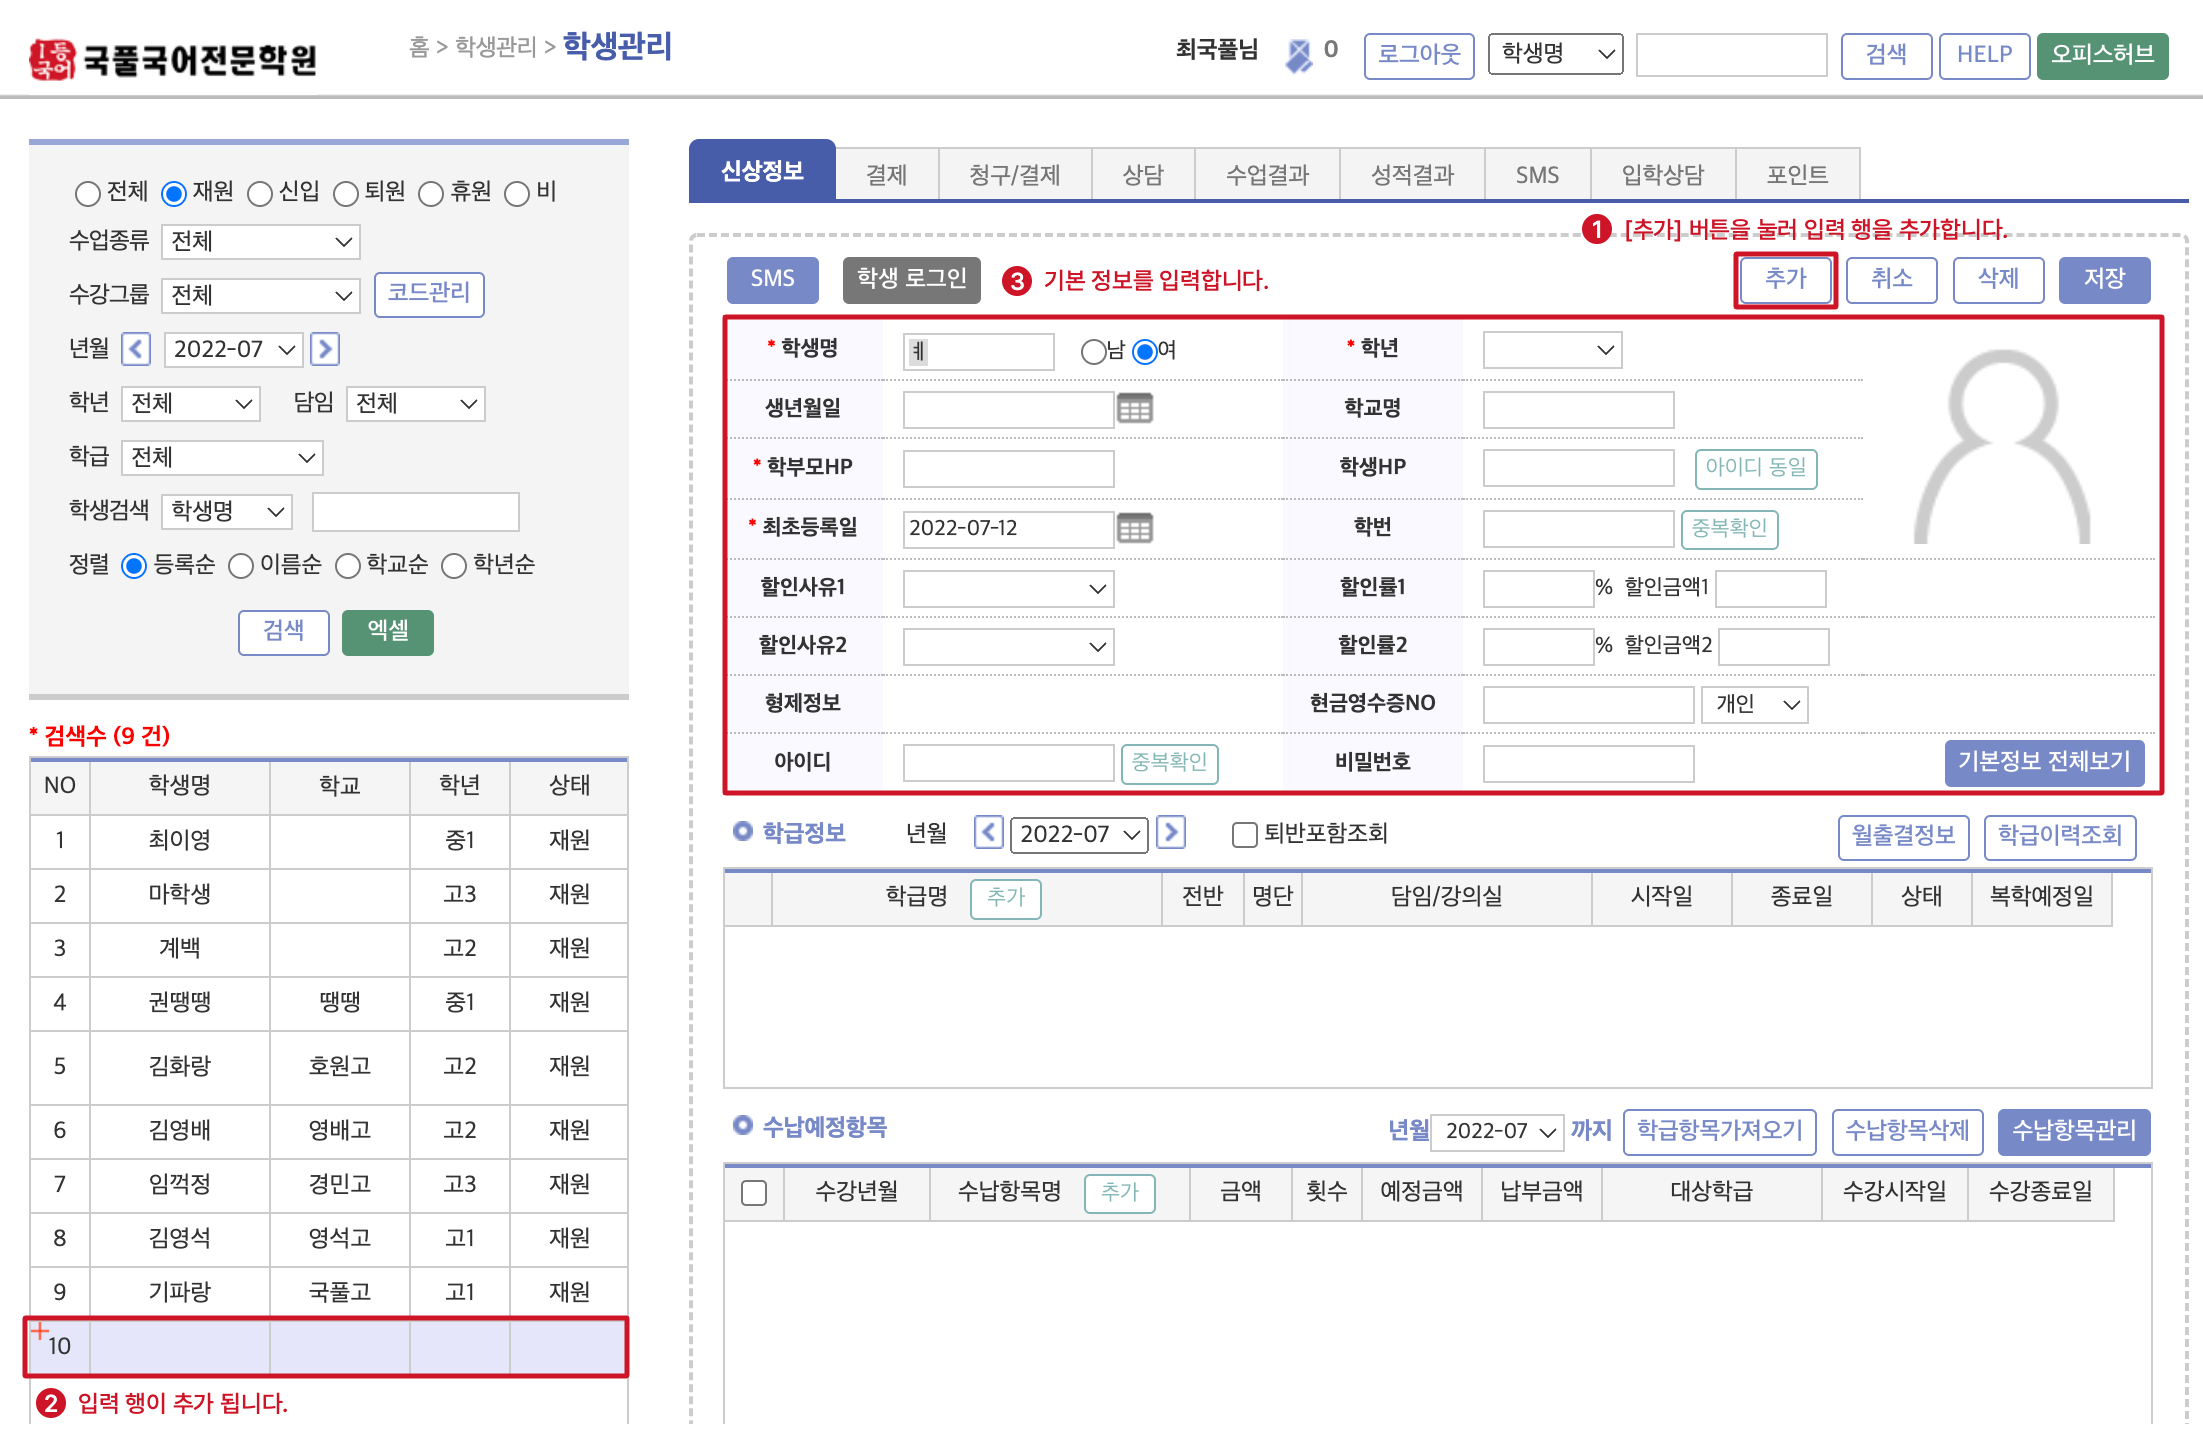 1등국어 국풀국어전문학원 홈 > 학생관리 > 학생관리 최국풀님 0 로그아웃 학생명 검색 HELP 오피스허브
전체 재원 신입 퇴원 휴원 비
수업종류 전체
수강그룹 전체 코드관리
년월 2022-07
학년 전체 담임 전체
학급 전체
학생검색 학생명
정렬 등록순 이름순 학교순 학년순
검색 엑셀
* 검색수 (9 건)
NO 학생명 학교 학년 상태
1 최이영 중1 재원
2 마학생 고3 재원
3 계백 고2 재원
4 권땡땡 땡땡 중1 재원
5 김화랑 호원고 고2 재원
6 김영배 영배고 고2 재원
7 임꺽정 경민고 고3 재원
8 김영석 영석고 고1 재원
9 기파랑 국풀고 고1 재원
10
2 입력 행이 추가 됩니다.
신상정보 결제 청구/결제 상담 수업결과 성적결과 SMS 입학상담 포인트
1 [추가] 버튼을 눌러 입력 행을 추가합니다.
SMS 학생 로그인 3 기본 정보를 입력합니다. 추가 취소 삭제 저장
* 학생명 남 여 * 학년
생년월일 학교명
* 학부모HP 학생HP 아이디 동일
* 최초등록일 2022-07-12 학번 중복확인
할인사유1 할인률1 % 할인금액1
할인사유2 할인률2 % 할인금액2
형제정보 현금영수증NO 개인
아이디 중복확인 비밀번호 기본정보 전체보기
학급정보 년월 2022-07 퇴반포함조회 월출결정보 학급이력조회
학급명 추가 전반 명단 담임/강의실 시작일 종료일 상태 복학예정일
수납예정항목 년월 2022-07 까지 학급항목가져오기 수납항목삭제 수납항목관리
수강년월 수납항목명 추가 금액 횟수 예정금액 납부금액 대상학급 수강시작일 수강종료일